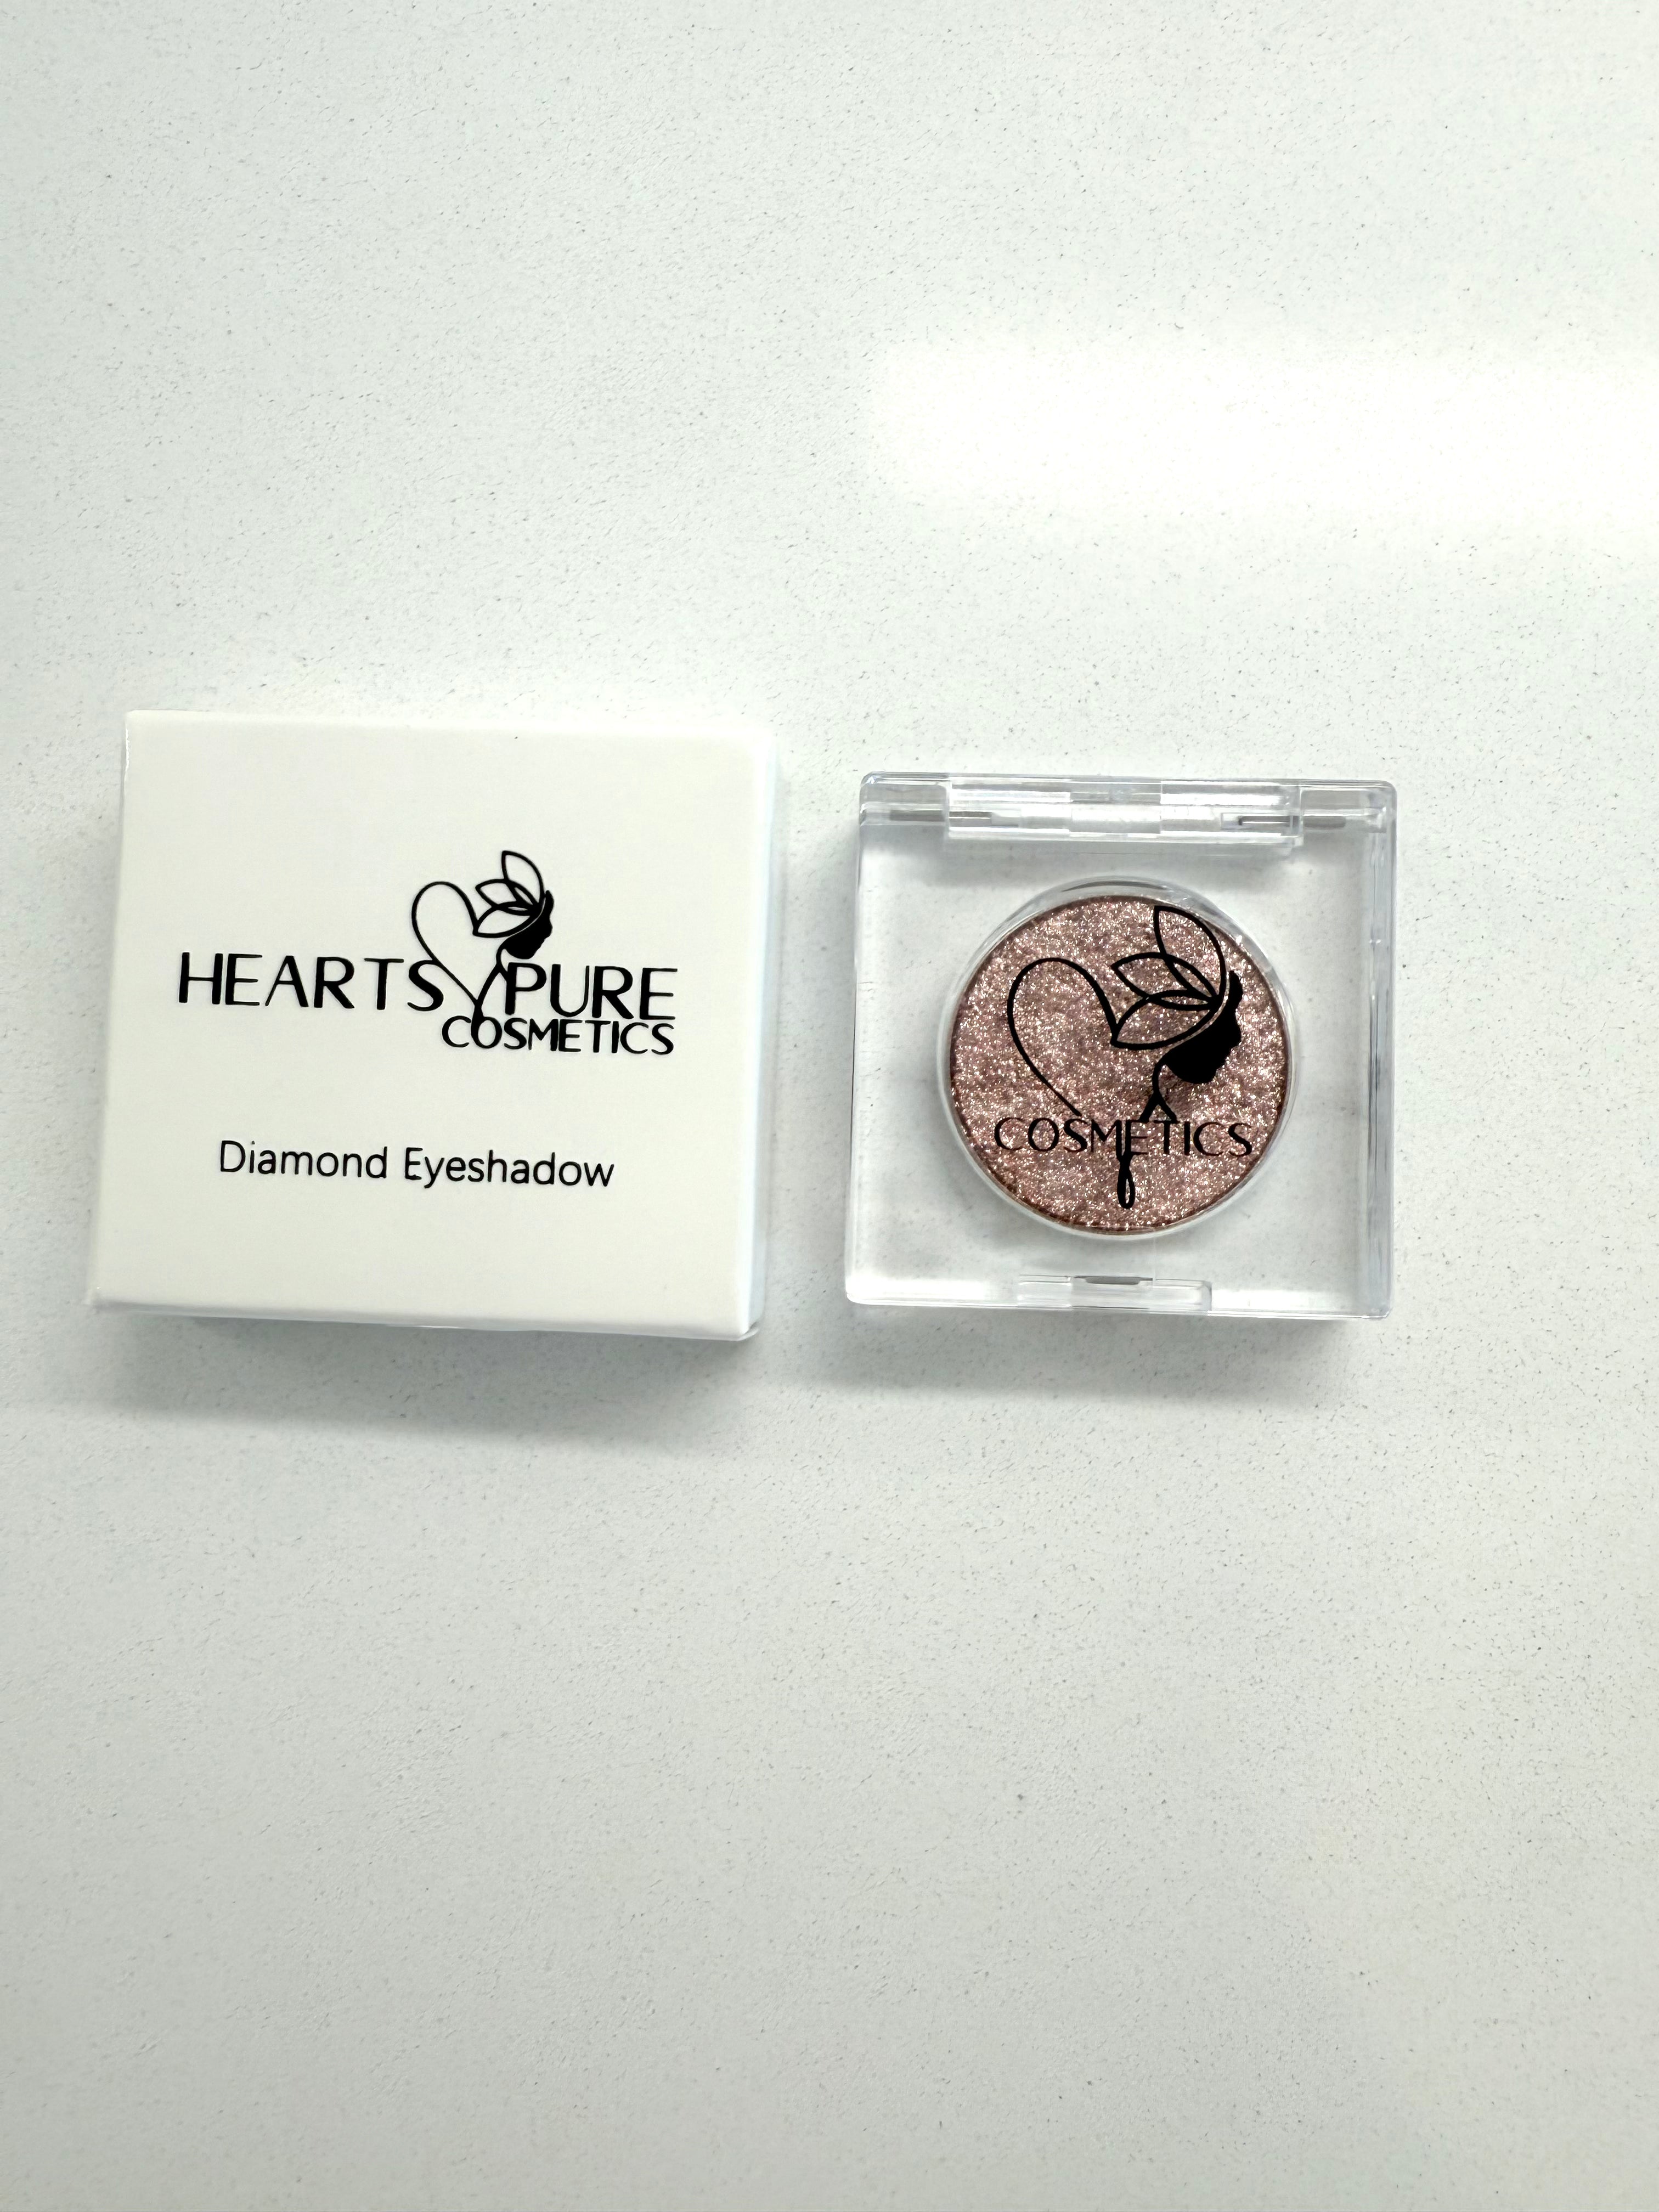 HEARTS PURE
COSMETICS
Diamond Eyeshadow
COSMETICS